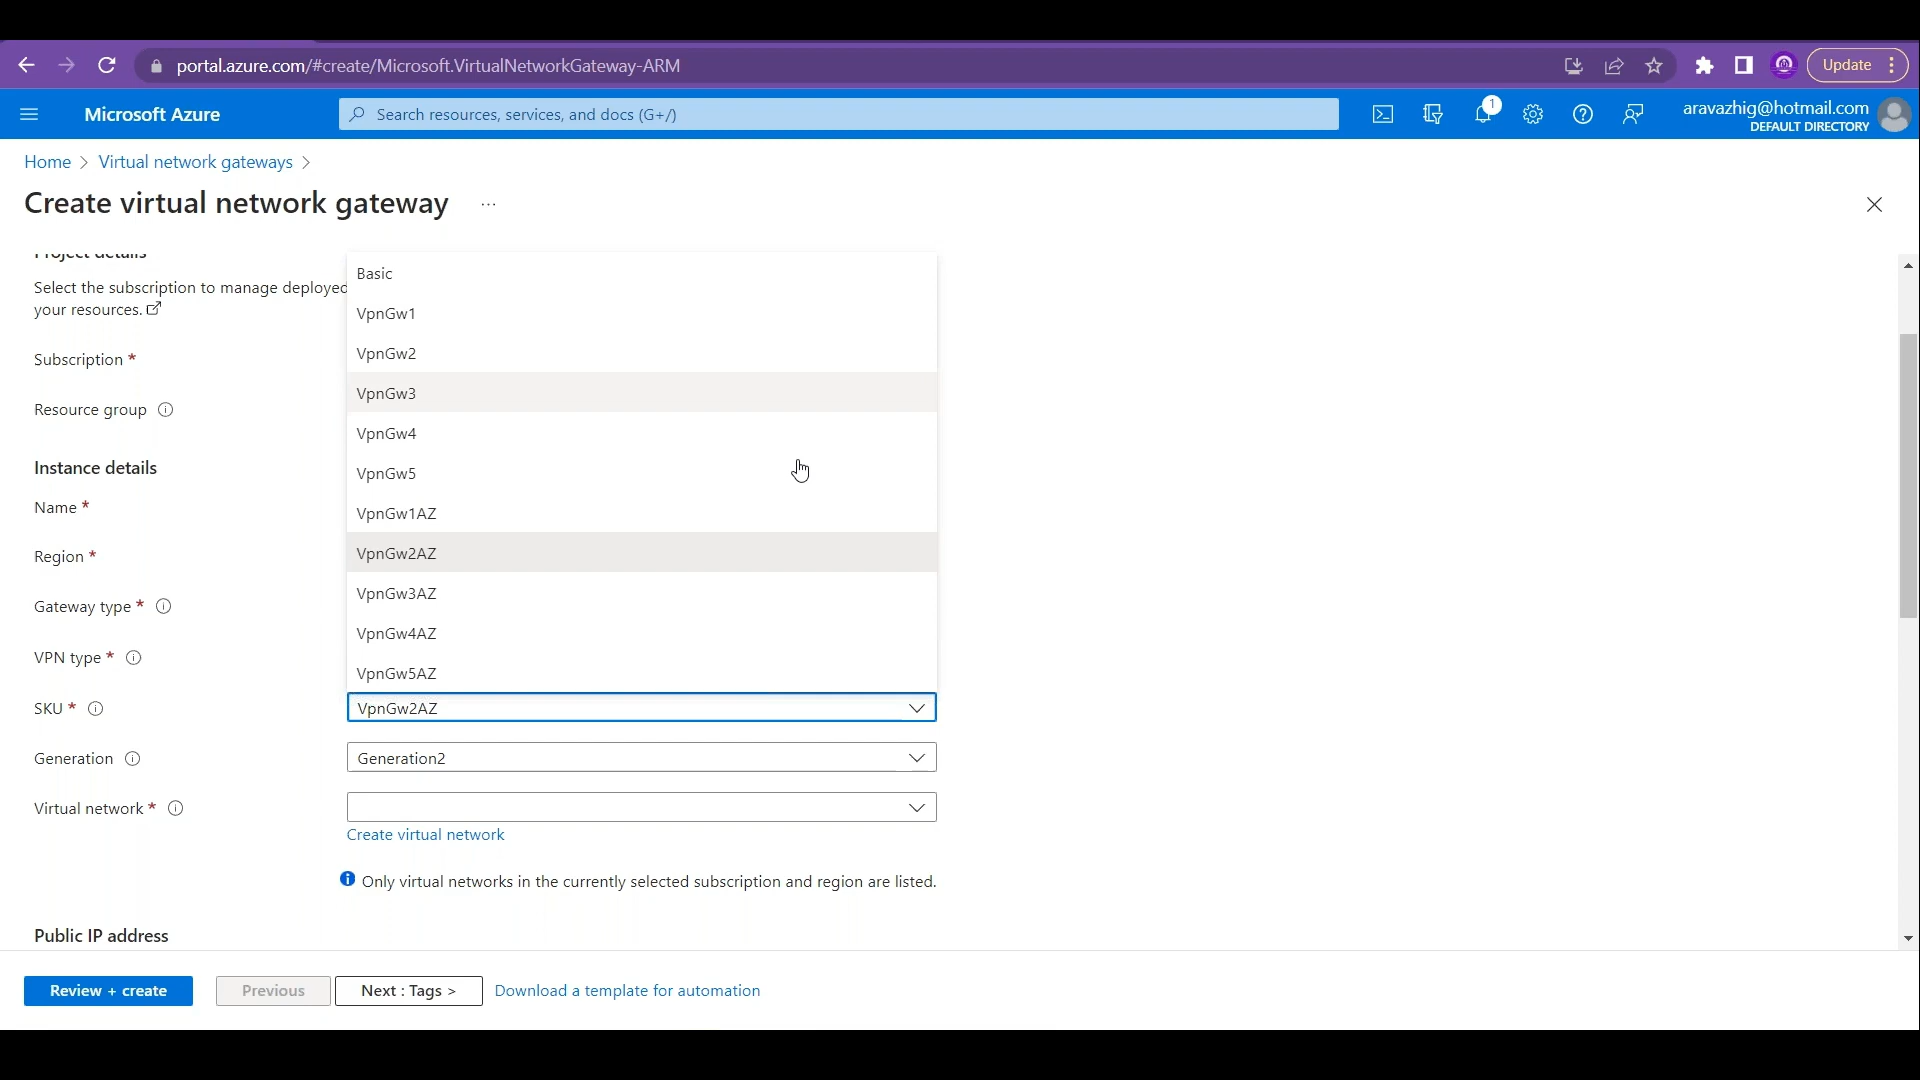 portal.azure.com/#create/Microsoft.VirtualNetworkGateway-ARM
Update
Microsoft Azure
Search resources, services, and docs (G+/)
1
aravazhig@hotmail.com
DEFAULT DIRECTORY
Home > Virtual network gateways >
Create virtual network gateway ...
Project details
Select the subscription to manage deployed
your resources.
Subscription *
Resource group
Instance details
Name *
Region *
Gateway type *
VPN type *
Basic
VpnGw1
VpnGw2
VpnGw3
VpnGw4
VpnGw5
VpnGw1AZ
VpnGw2AZ
VpnGw3AZ
VpnGw4AZ
VpnGw5AZ
SKU * VpnGw2AZ
Generation Generation2
Virtual network *
Create virtual network
Only virtual networks in the currently selected subscription and region are listed.
Public IP address
Review + create Previous Next : Tags > Download a template for automation